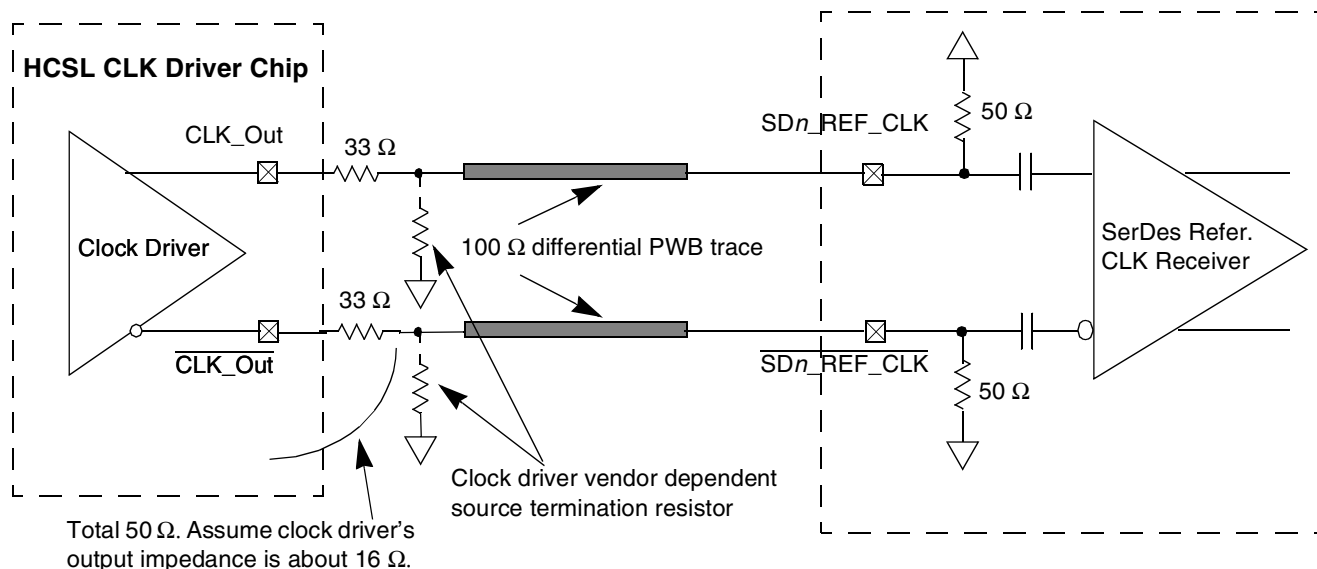 HCSL CLK Driver Chip
CLK_Out
33 Ω
SDn_REF_CLK
50 Ω
Clock Driver
100 Ω differential PWB trace
SerDes Refer.
CLK Receiver
33 Ω
CLK_Out
SDn_REF_CLK
50 Ω
Clock driver vendor dependent
source termination resistor
Total 50 Ω. Assume clock driver’s
output impedance is about 16 Ω.